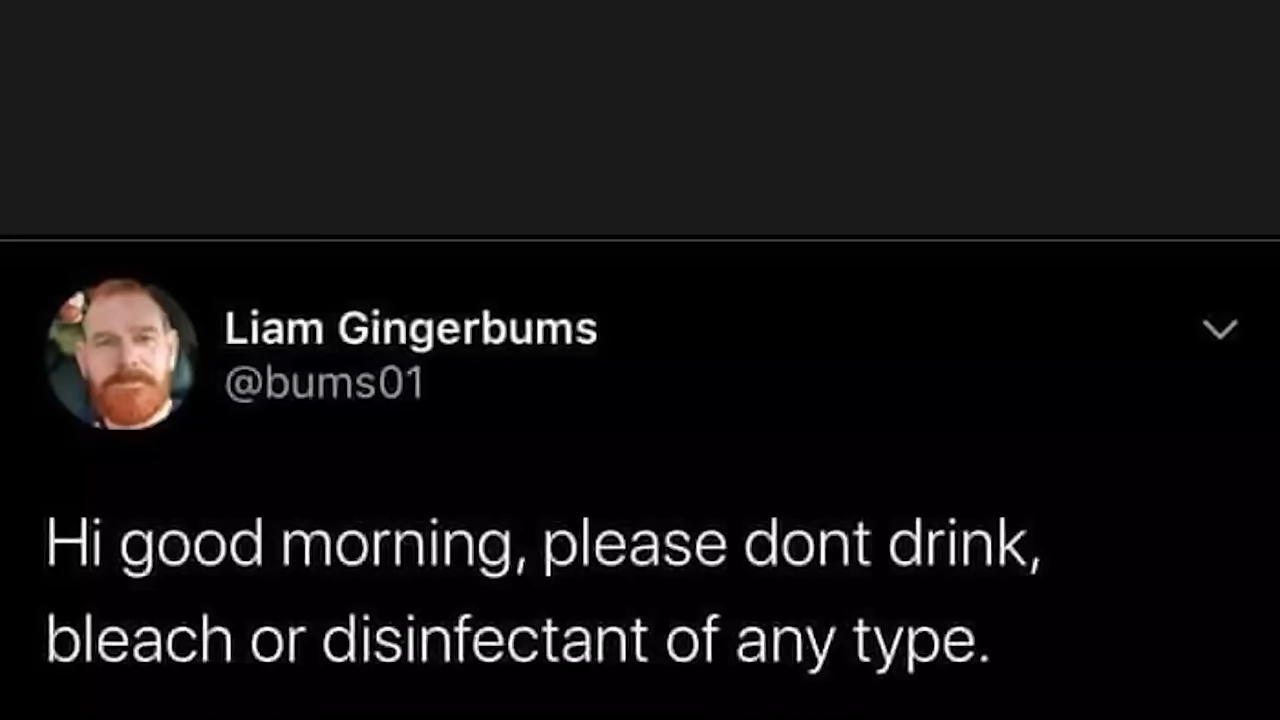 Liam Gingerbums
@bums01
Hi good morning, please dont drink,
bleach or disinfectant of any type.